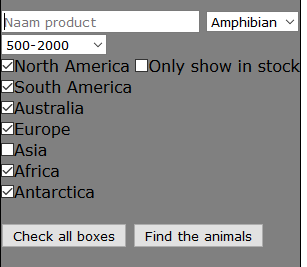 Naam product Amphibian
500-2000
North America Only show in stock
South America
Australia
Europe
Asia
Africa
Antarctica
Check all boxes Find the animals